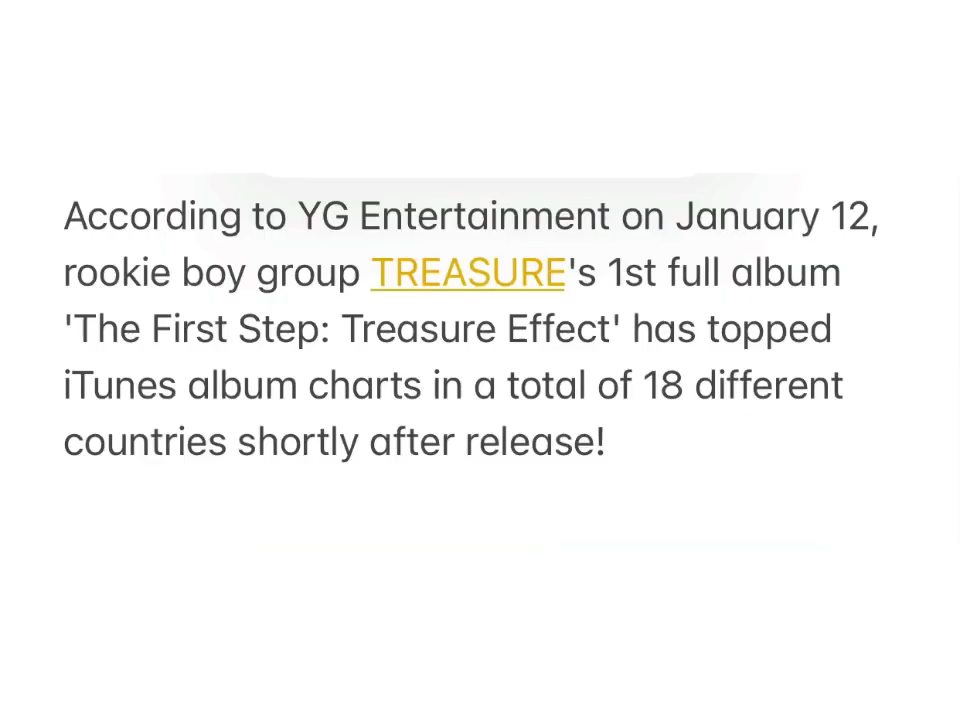 According to YG Entertainment on January 12,
rookie boy group TREASURE's 1st full album
'The First Step: Treasure Effect' has topped
iTunes album charts in a total of 18 different
countries shortly after release!